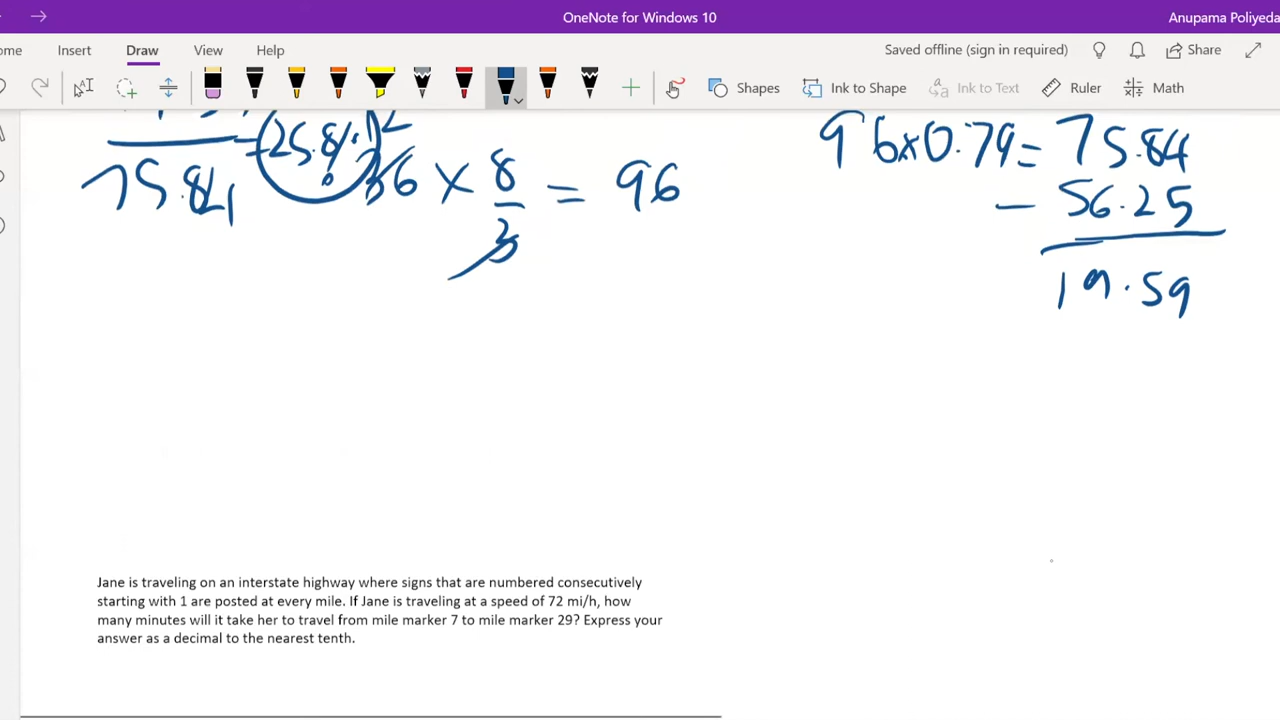 OneNote for Windows 10
Anupama Poliyeda
ome Insert Draw View Help
Saved offline (sign in required) Share
Shapes Ink to Shape Ink to Text Ruler Math
96x0.79= 75.84
- 56.25
19.59
75.84
36 × 8/3 = 96
Jane is traveling on an interstate highway where signs that are numbered consecutively
starting with 1 are posted at every mile. If Jane is traveling at a speed of 72 mi/h, how
many minutes will it take her to travel from mile marker 7 to mile marker 29? Express your
answer as a decimal to the nearest tenth.